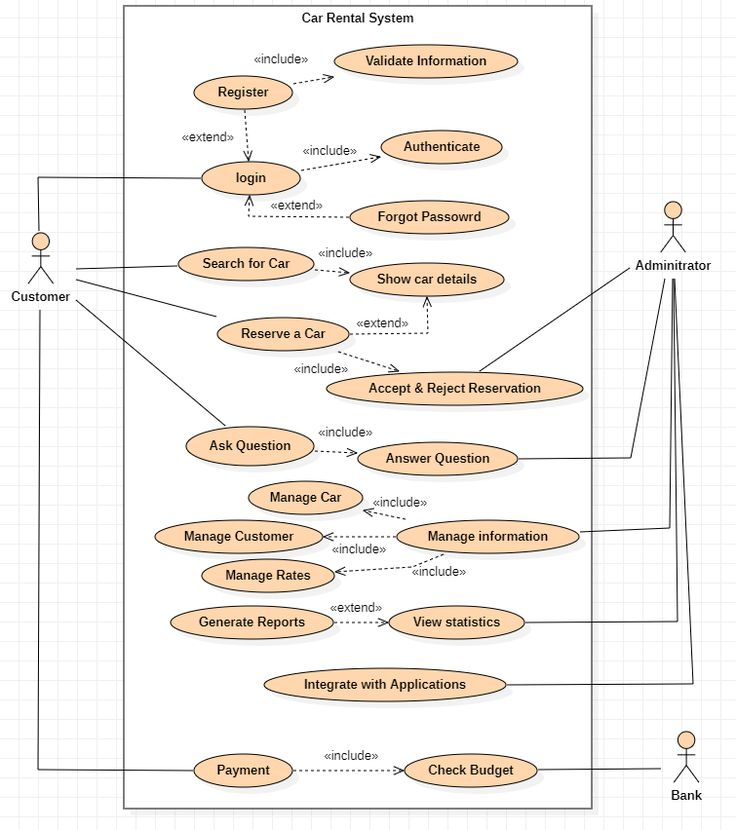 Car Rental System
«include»
Validate Information
Register
«extend»
«include»
Authenticate
login
«extend»
Forgot Passowrd
Search for Car
«include»
Show car details
Customer
Adminitrator
Reserve a Car
«extend»
«include»
Accept & Reject Reservation
Ask Question
«include»
Answer Question
Manage Car
«include»
Manage Customer
Manage information
«include»
Manage Rates
«include»
Generate Reports
«extend»
View statistics
Integrate with Applications
Payment
«include»
Check Budget
Bank